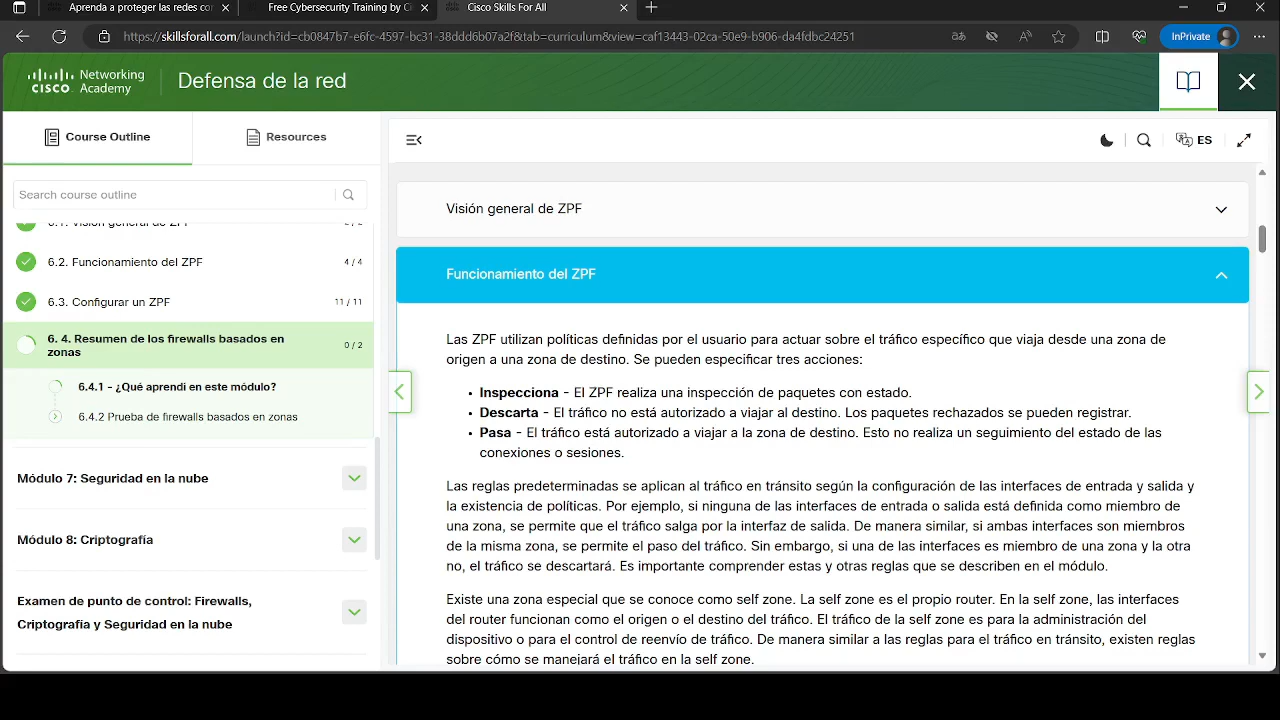 Aprenda a proteger las redes con
Free Cybersecurity Training by Ci
Cisco Skills For All
https://skillsforall.com/launch?id=cb0847b7-e6fc-4597-bc31-38ddd6b07a2f&tab=curriculum&view=caf13443-02ca-50e9-b906-da4fdbc24251
InPrivate
CISCO Networking Academy
Defensa de la red
Course Outline
Resources
ES
Search course outline
6.1. Visión general de ZPF 2 / 2
6.2. Funcionamiento del ZPF 4 / 4
6.3. Configurar un ZPF 11 / 11
6. 4. Resumen de los firewalls basados en
zonas 0 / 2
6.4.1 - ¿Qué aprendi en este módulo?
6.4.2 Prueba de firewalls basados en zonas
Módulo 7: Seguridad en la nube
Módulo 8: Criptografía
Examen de punto de control: Firewalls,
Criptografía y Seguridad en la nube
Visión general de ZPF
Funcionamiento del ZPF
Las ZPF utilizan políticas definidas por el usuario para actuar sobre el tráfico específico que viaja desde una zona de
origen a una zona de destino. Se pueden especificar tres acciones:
• Inspecciona - El ZPF realiza una inspección de paquetes con estado.
• Descarta - El tráfico no está autorizado a viajar al destino. Los paquetes rechazados se pueden registrar.
• Pasa - El tráfico está autorizado a viajar a la zona de destino. Esto no realiza un seguimiento del estado de las
conexiones o sesiones.
Las reglas predeterminadas se aplican al tráfico en tránsito según la configuración de las interfaces de entrada y salida y
la existencia de políticas. Por ejemplo, si ninguna de las interfaces de entrada o salida está definida como miembro de
una zona, se permite que el tráfico salga por la interfaz de salida. De manera similar, si ambas interfaces son miembros
de la misma zona, se permite el paso del tráfico. Sin embargo, si una de las interfaces es miembro de una zona y la otra
no, el tráfico se descartará. Es importante comprender estas y otras reglas que se describen en el módulo.
Existe una zona especial que se conoce como self zone. La self zone es el propio router. En la self zone, las interfaces
del router funcionan como el origen o el destino del tráfico. El tráfico de la self zone es para la administración del
dispositivo o para el control de reenvío de tráfico. De manera similar a las reglas para el tráfico en tránsito, existen reglas
sobre cómo se manejará el tráfico en la self zone.